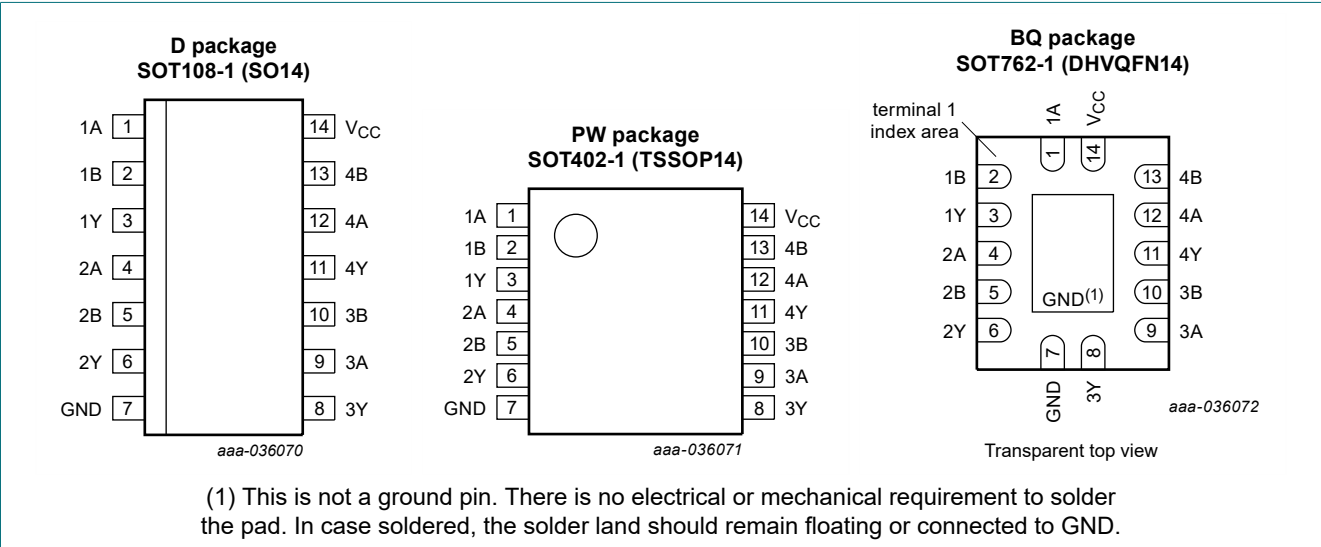 D package
SOT108-1 (SO14)
1A 1 14 VCC
1B 2 13 4B
1Y 3 12 4A
2A 4 11 4Y
2B 5 10 3B
2Y 6 9 3A
GND 7 8 3Y
aaa-036070
PW package
SOT402-1 (TSSOP14)
1A 1 14 VCC
1B 2 13 4B
1Y 3 12 4A
2A 4 11 4Y
2B 5 10 3B
2Y 6 9 3A
GND 7 8 3Y
aaa-036071
BQ package
SOT762-1 (DHVQFN14)
terminal 1
index area
1A VCC
1 14
1B 2 13 4B
1Y 3 12 4A
2A 4 11 4Y
2B 5 10 3B
GND(1)
2Y 6 9 3A
7 8
GND 3Y
aaa-036072
Transparent top view
(1) This is not a ground pin. There is no electrical or mechanical requirement to solder
the pad. In case soldered, the solder land should remain floating or connected to GND.